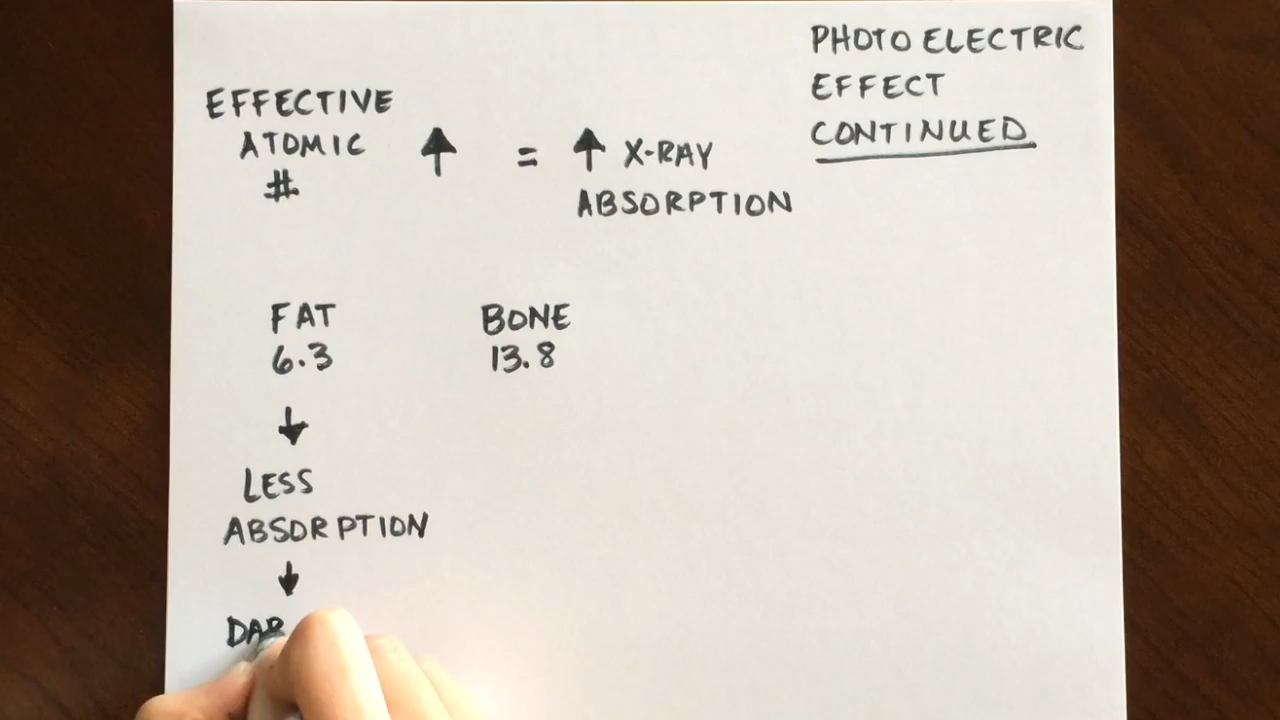 PHOTO ELECTRIC
EFFECT
CONTINUED
EFFECTIVE
ATOMIC
#
= X-RAY
ABSORPTION
FAT
6.3
BONE
13.8
LESS
ABSORPTION